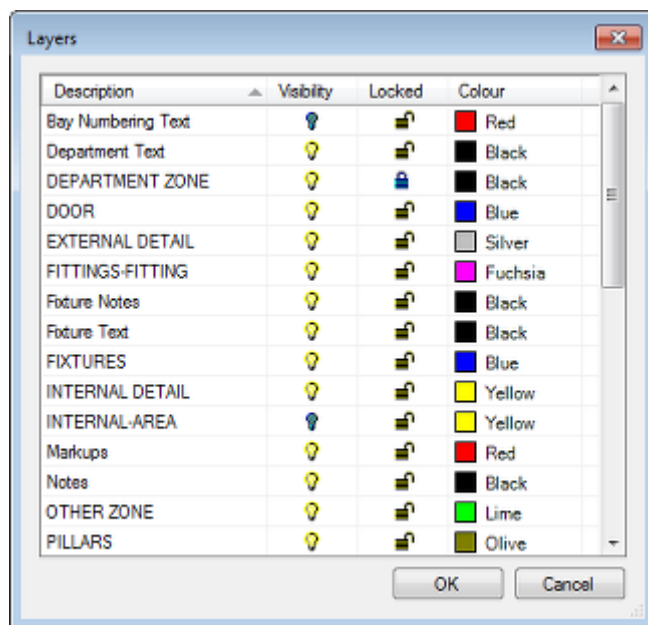 Layers
Description Visibility Locked Colour
Bay Numbering Text Red
Department Text Black
DEPARTMENT ZONE Black
DOOR Blue
EXTERNAL DETAIL Silver
FITTINGS-FITTING Fuchsia
Fixture Notes Black
Fixture Text Black
FIXTURES Blue
INTERNAL DETAIL Yellow
INTERNAL-AREA Yellow
Markups Red
Notes Black
OTHER ZONE Lime
PILLARS Olive
OK Cancel